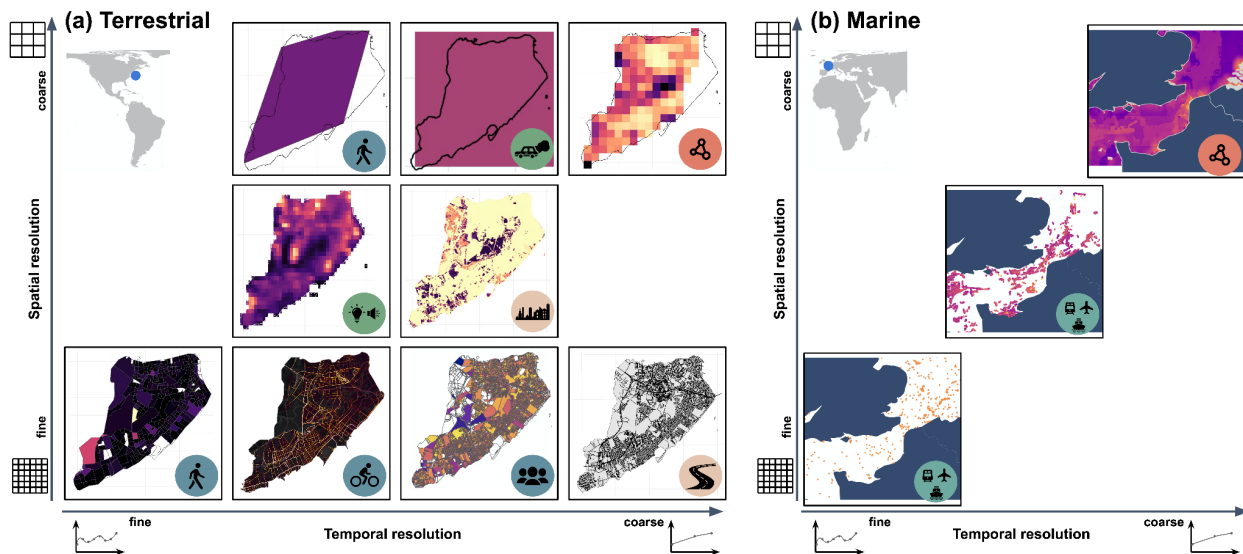 (a) Terrestrial
(b) Marine
coarse
Spatial resolution
fine
coarse
Spatial resolution
fine
fine
Temporal resolution
coarse
fine
Temporal resolution
coarse